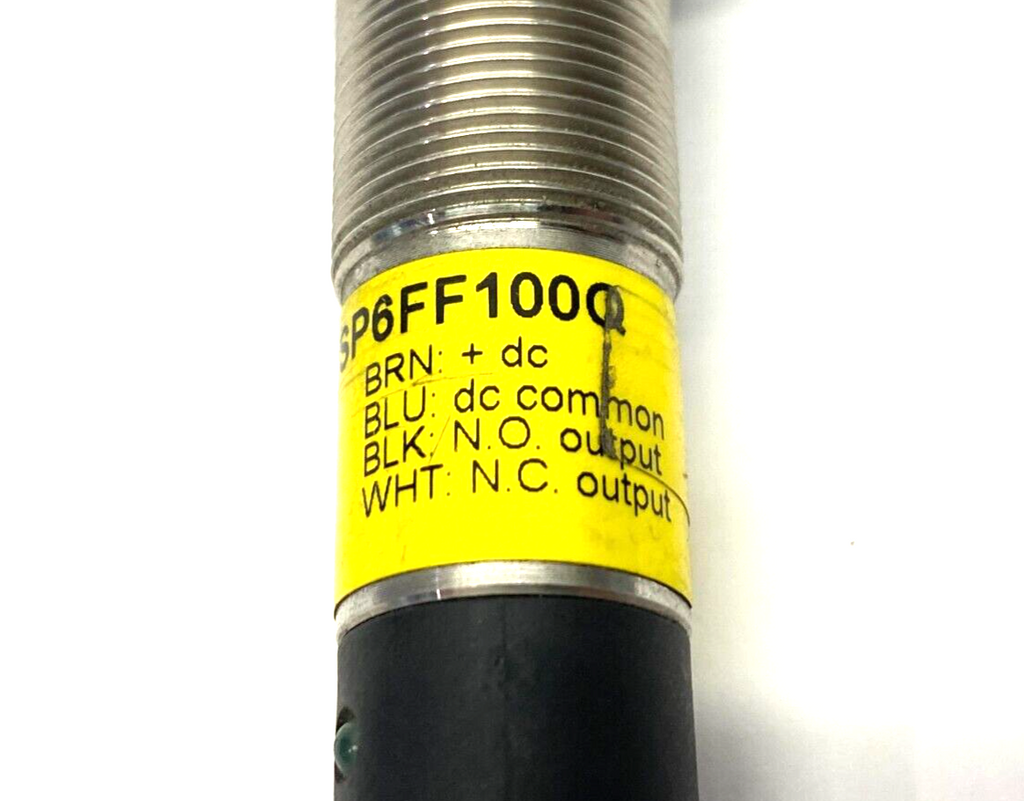 SP6FF100Q
BRN: + dc
BLU: dc common
BLK: N.O. output
WHT: N.C. output